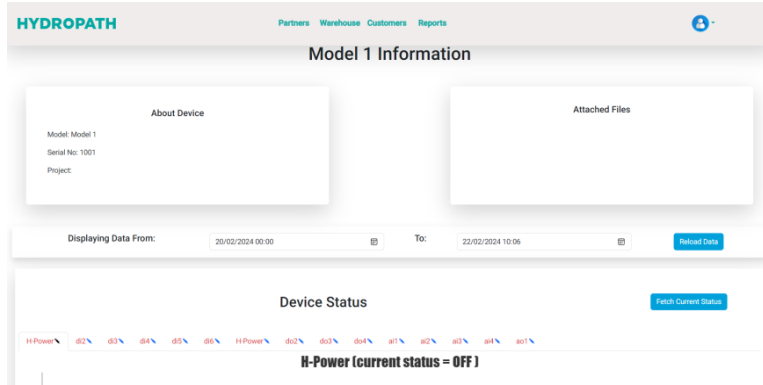 HYDROPATH Partners Warehouse Customers Reports
Model 1 Information
About Device
Model: Model 1
Serial No: 1001
Project:
Attached Files
Displaying Data From: 20/02/2024 00:00 To: 22/02/2024 10:06 Reload Data
Device Status Fetch Current Status
H-Power di2 di3 di4 di5 di6 H-Power do2 do3 do4 ai1 ai2 ai3 ai4 ao1
H-Power (current status = OFF )